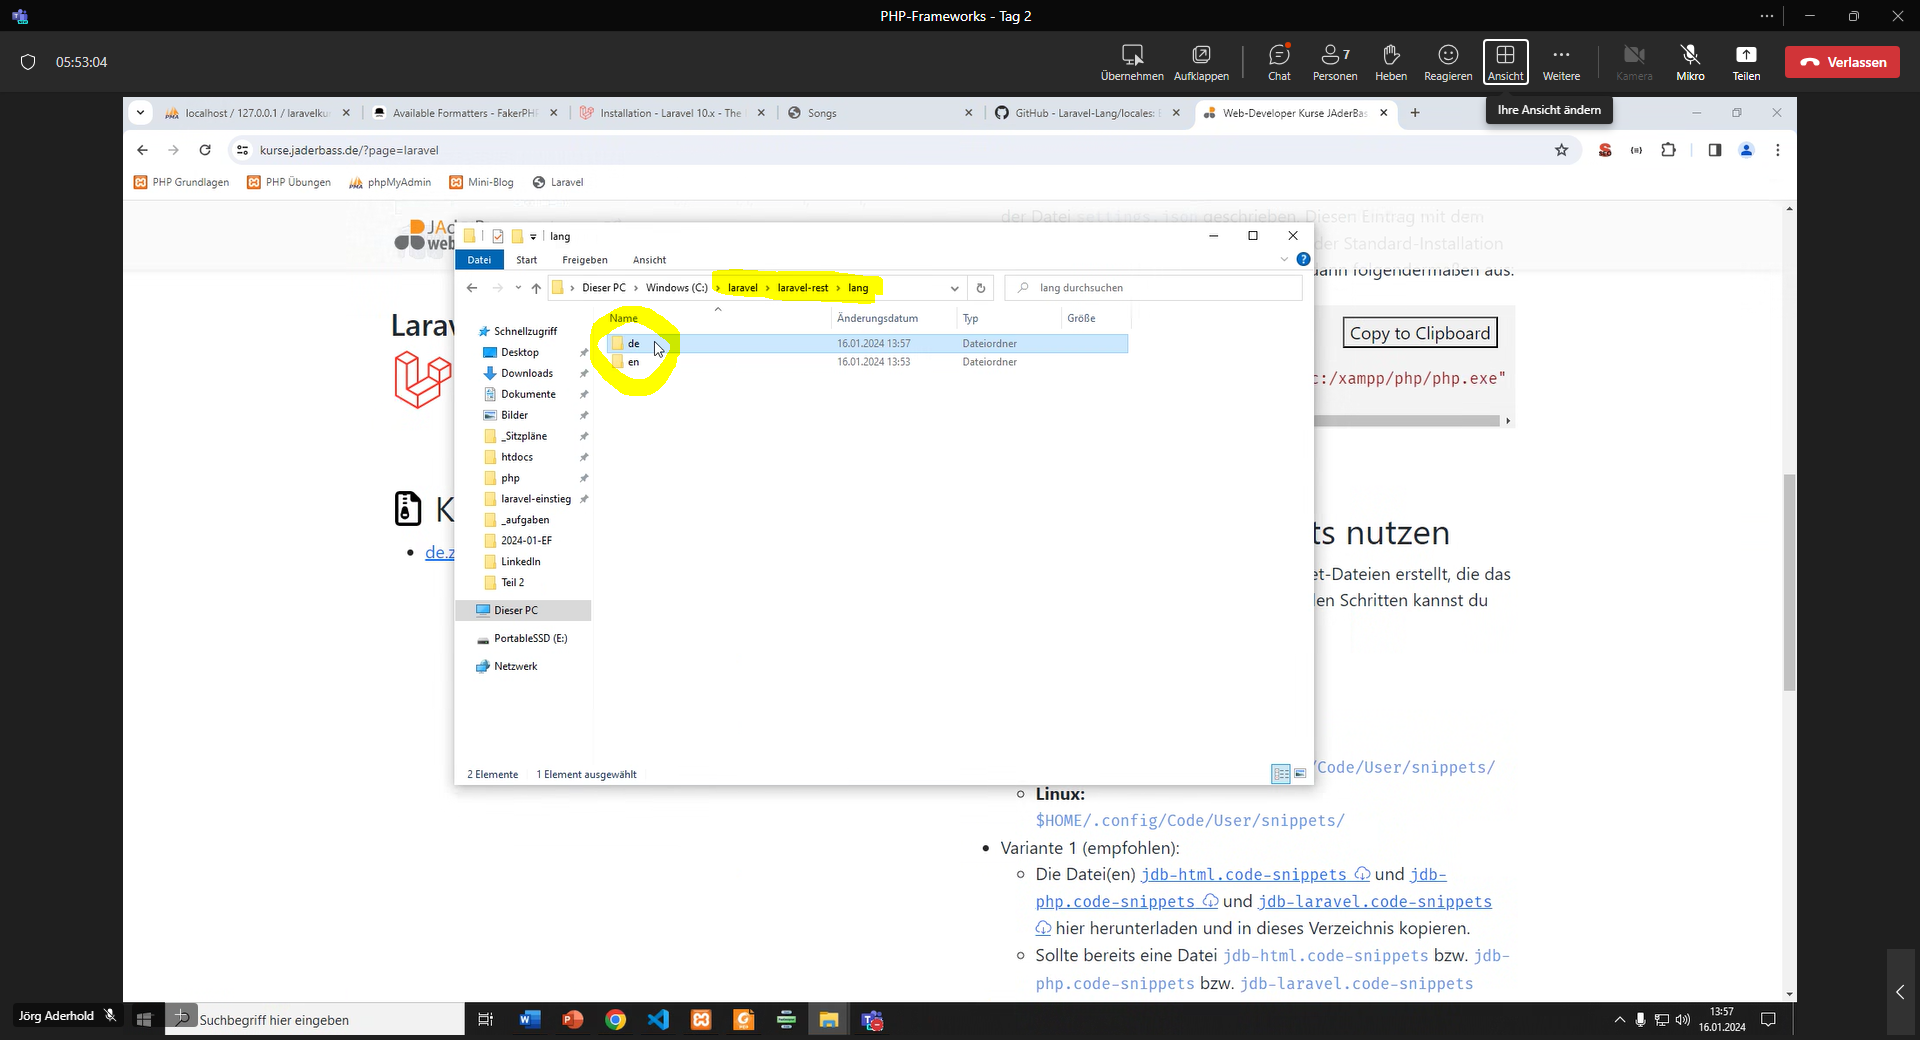 PHP-Frameworks - Tag 2
05:53:04
Übernehmen
Aufklappen
Chat
7
Personen
Heben
Reagieren
Ansicht
Weitere
Kamera
Mikro
Teilen
Verlassen
Ihre Ansicht ändern
localhost / 127.0.0.1 / laravelku
Available Formatters - FakerPHP
Installation - Laravel 10.x - The
Songs
GitHub - Laravel-Lang/locales:
Web-Developer Kurse JAderBas
kurse.jaderbass.de/?page=laravel
PHP Grundlagen
PHP Übungen
phpMyAdmin
Mini-Blog
Laravel
der Datei settings.json geschrieben. Diesen Eintrag mit dem
der Standard-Installation
dann folgendermaßen aus:
web
lang
Datei
Start
Freigeben
Ansicht
Dieser PC
Windows (C:)
laravel
laravel-rest
lang
lang durchsuchen
Name
Änderungsdatum
Typ
Größe
de
16.01.2024 13:57
Dateiordner
en
16.01.2024 13:53
Dateiordner
Schnellzugriff
Desktop
Downloads
Dokumente
Bilder
_Sitzpläne
htdocs
php
laravel-einstieg
_aufgaben
2024-01-EF
LinkedIn
Teil 2
Dieser PC
PortableSSD (E:)
Netzwerk
2 Elemente
1 Element ausgewählt
Larav
K
de.z
Copy to Clipboard
c:/xampp/php/php.exe"
ts nutzen
et-Dateien erstellt, die das
len Schritten kannst du
/Code/User/snippets/
Linux:
$HOME/.config/Code/User/snippets/
Variante 1 (empfohlen):
Die Datei(en) jdb-html.code-snippets und jdb-
php.code-snippets und jdb-laravel.code-snippets
hier herunterladen und in dieses Verzeichnis kopieren.
Sollte bereits eine Datei jdb-html.code-snippets bzw. jdb-
php.code-snippets bzw. jdb-laravel.code-snippets
Jörg Aderhold
Suchbegriff hier eingeben
13:57
16.01.2024